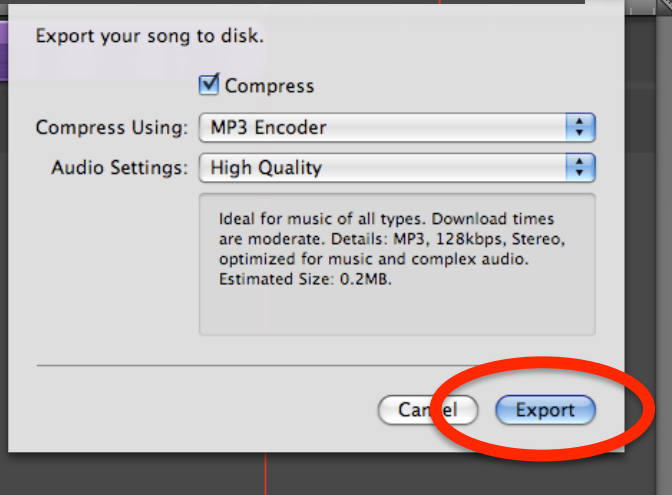 Export your song to disk.
Compress
Compress Using: MP3 Encoder
Audio Settings: High Quality
Ideal for music of all types. Download times
are moderate. Details: MP3, 128kbps, Stereo,
optimized for music and complex audio.
Estimated Size: 0.2MB.
Cancel Export